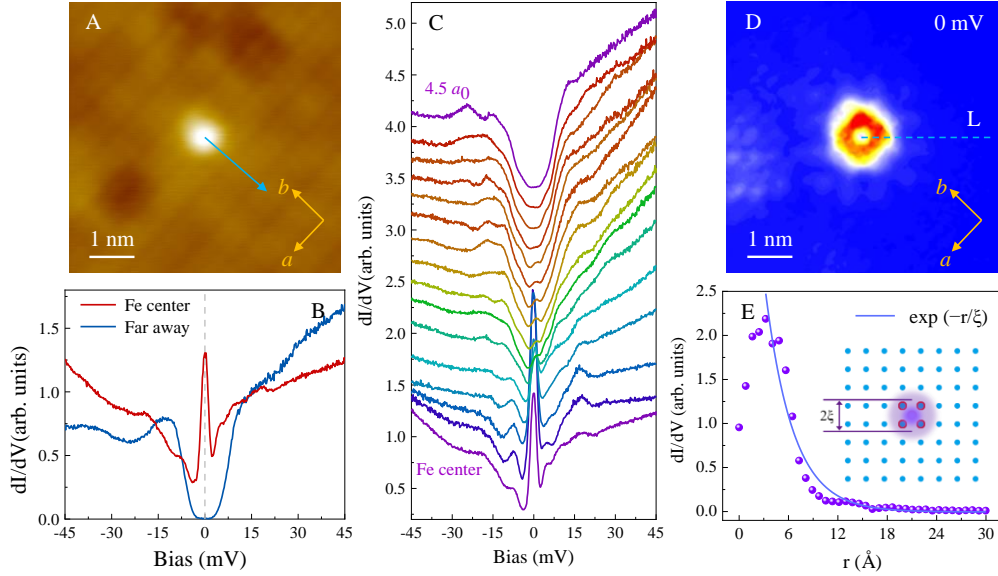 A
b
a
1 nm
B
Fe center
Far away
dI/dV (arb. units)
1.5
1.0
0.5
0.0
-45 -30 -15 0 15 30 45
Bias (mV)
C
4.5 a0
Fe center
dI/dV(arb. units)
5.0
4.5
4.0
3.5
3.0
2.5
2.0
1.5
1.0
0.5
-45 -30 -15 0 15 30 45
Bias (mV)
D
0 mV
L
b
a
1 nm
E
exp (−r/ξ)
2ξ
dI/dV (arb. units)
2.5
2.0
1.5
1.0
0.5
0.0
0 6 12 18 24 30
r (Å)